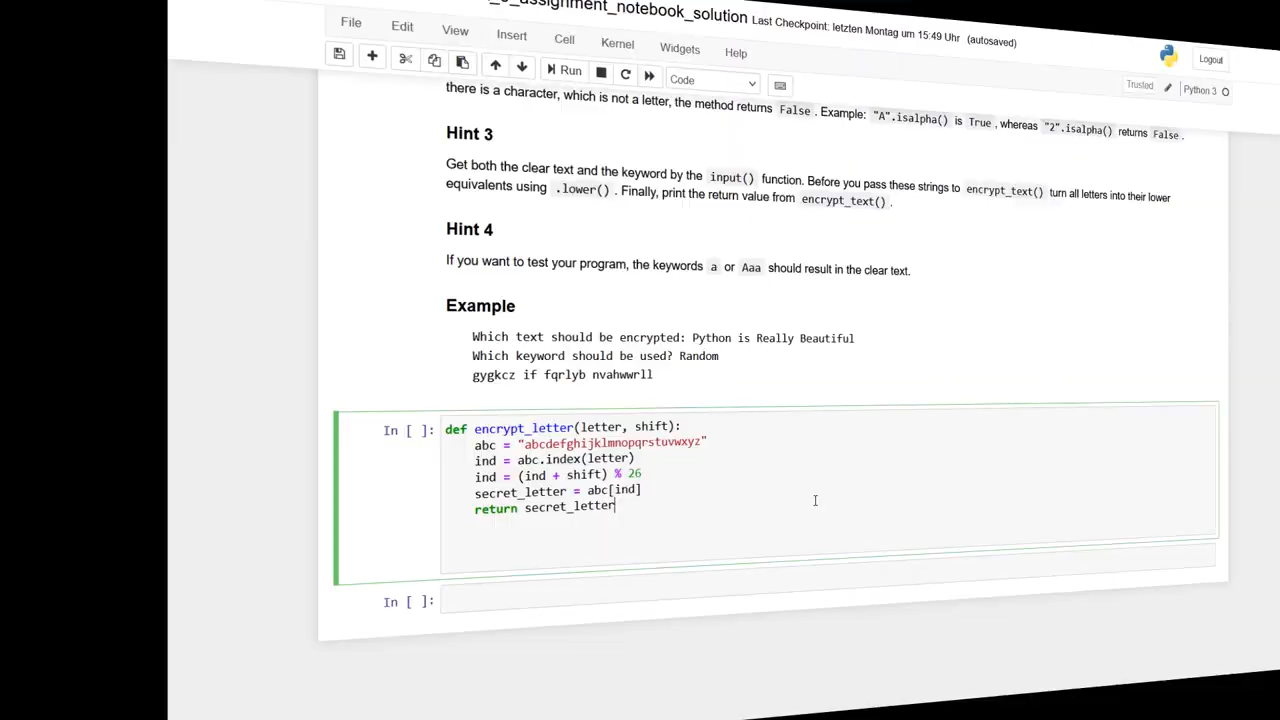 _assignment_notebook_solution Last Checkpoint: letzten Montag um 15:49 Uhr (autosaved)
File Edit View Insert Cell Kernel Widgets Help
Logout
Run Code
Trusted Python 3
there is a character, which is not a letter, the method returns False . Example: "A".isalpha() is True , whereas "2".isalpha() returns False .
Hint 3
Get both the clear text and the keyword by the input() function. Before you pass these strings to encrypt_text() turn all letters into their lower
equivalents using .lower() . Finally, print the return value from encrypt_text() .
Hint 4
If you want to test your program, the keywords a or Aaa should result in the clear text.
Example
Which text should be encrypted: Python is Really Beautiful
Which keyword should be used? Random
gygkcz if fqrlyb nvahwwrll
In [ ]: def encrypt_letter(letter, shift):
abc = "abcdefghijklmnopqrstuvwxyz"
ind = abc.index(letter)
ind = (ind + shift) % 26
secret_letter = abc[ind]
return secret_letter
In [ ]: